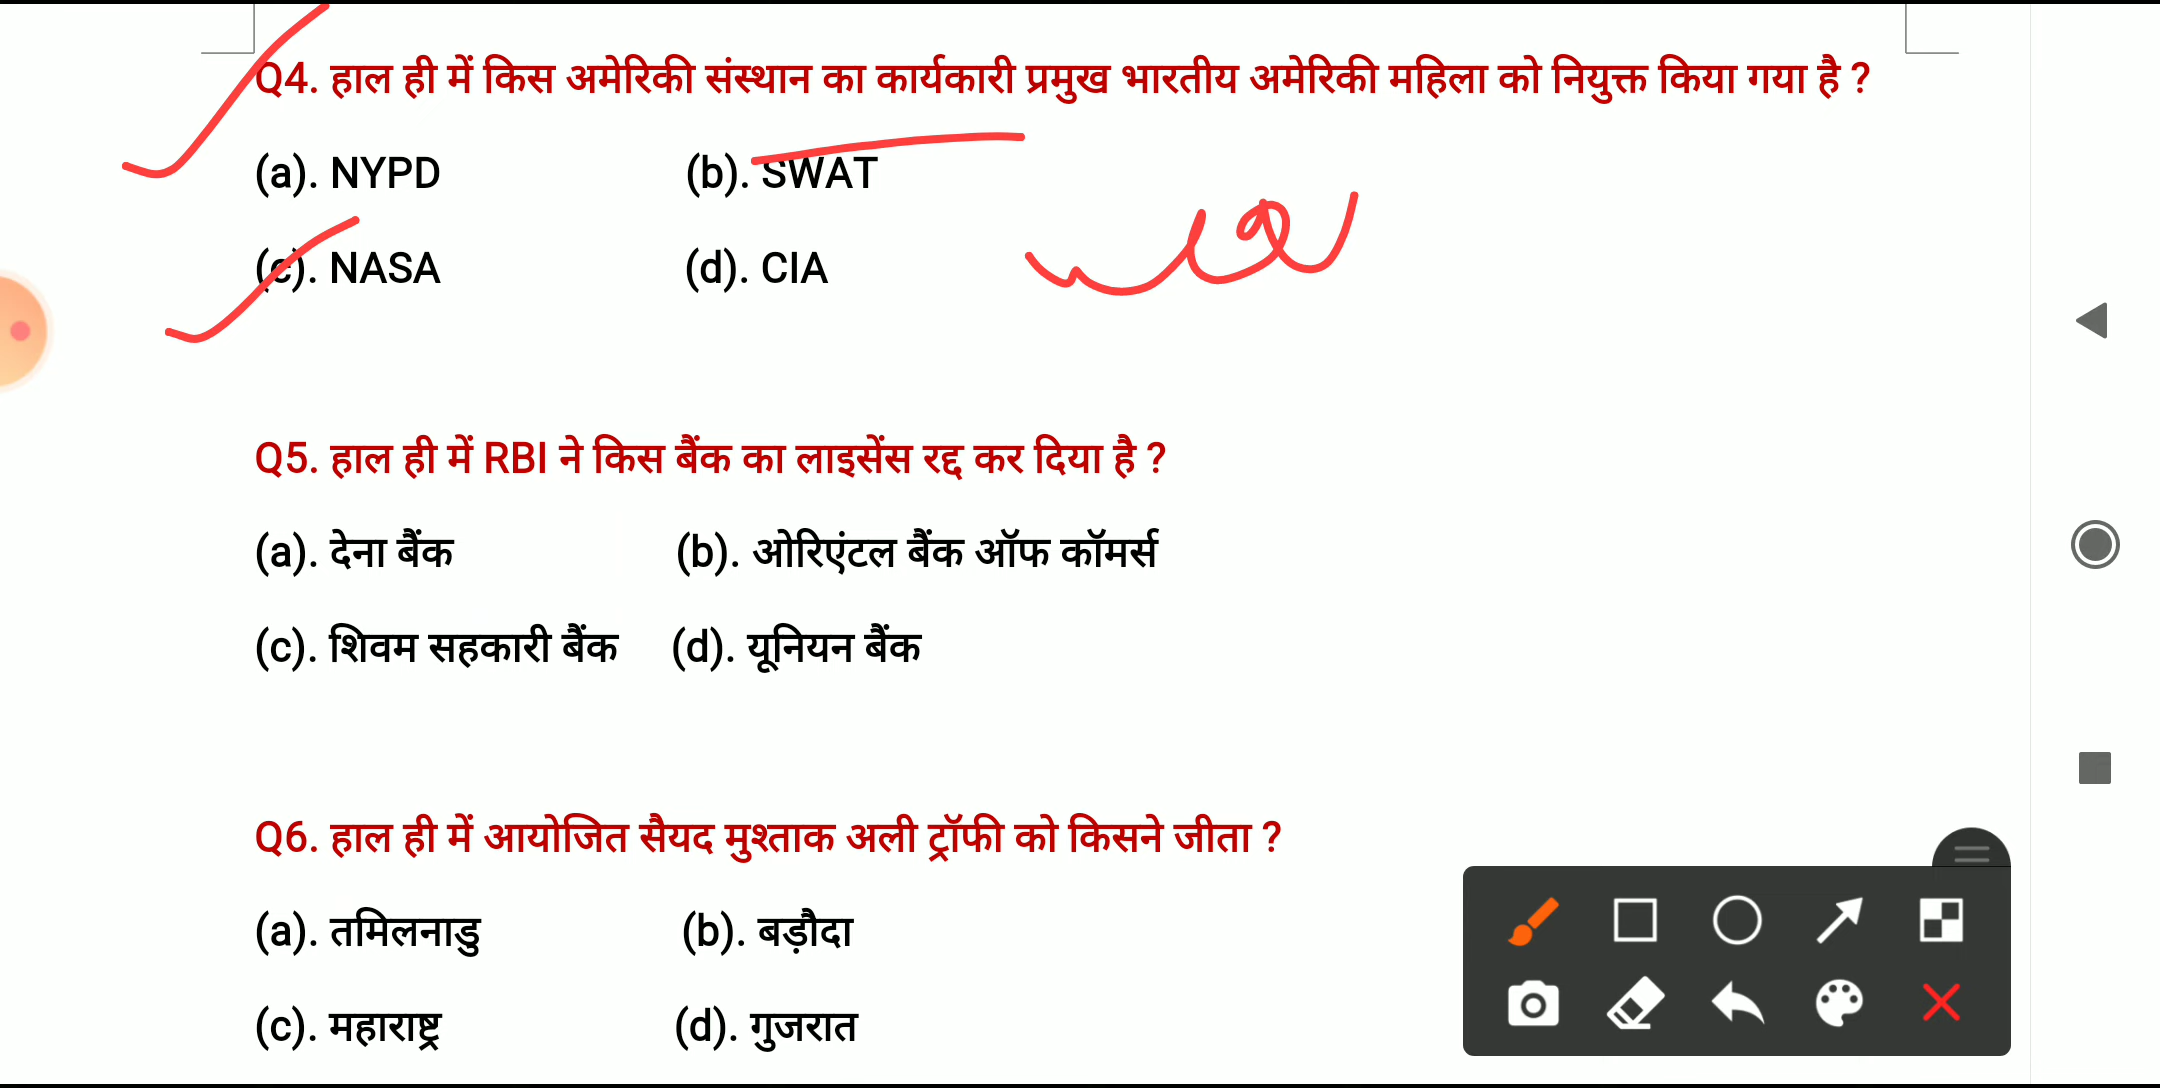 Q4. हाल ही में किस अमेरिकी संस्थान का कार्यकारी प्रमुख भारतीय अमेरिकी महिला को नियुक्त किया गया है ?
(a). NYPD (b). SWAT
(c). NASA (d). CIA
Q5. हाल ही में RBI ने किस बैंक का लाइसेंस रद्द कर दिया है ?
(a). देना बैंक (b). ओरिएंटल बैंक ऑफ कॉमर्स
(c). शिवम सहकारी बैंक (d). यूनियन बैंक
Q6. हाल ही में आयोजित सैयद मुश्ताक अली ट्रॉफी को किसने जीता ?
(a). तमिलनाडु (b). बड़ौदा
(c). महाराष्ट्र (d). गुजरात